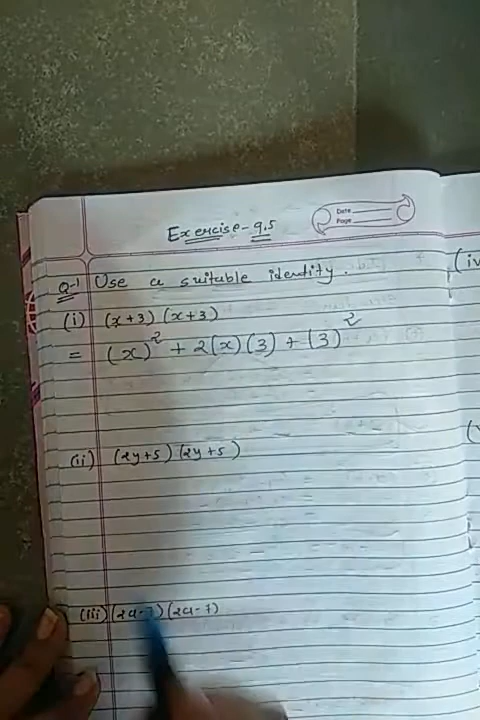 Exercise-9.5
Date
Page
Q-1 Use a suitable identity.
(i) (x+3) (x+3)
= (x)² + 2(x)(3) + (3)²
(ii) (2y+5) (2y+5)
(iii) (2a-7) (2a-7)
(iv